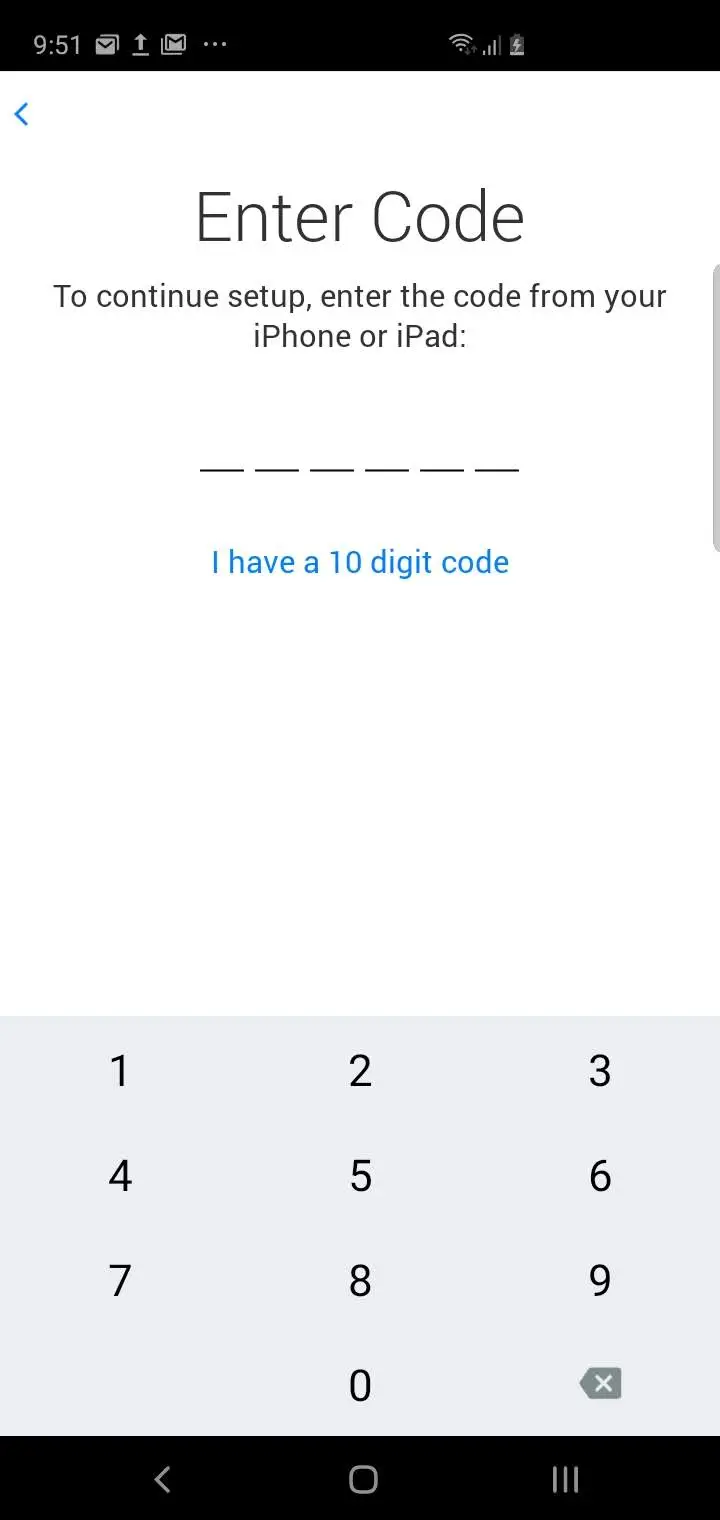 9:51
Enter Code
To continue setup, enter the code from your
iPhone or iPad:
I have a 10 digit code
1 2 3
4 5 6
7 8 9
0